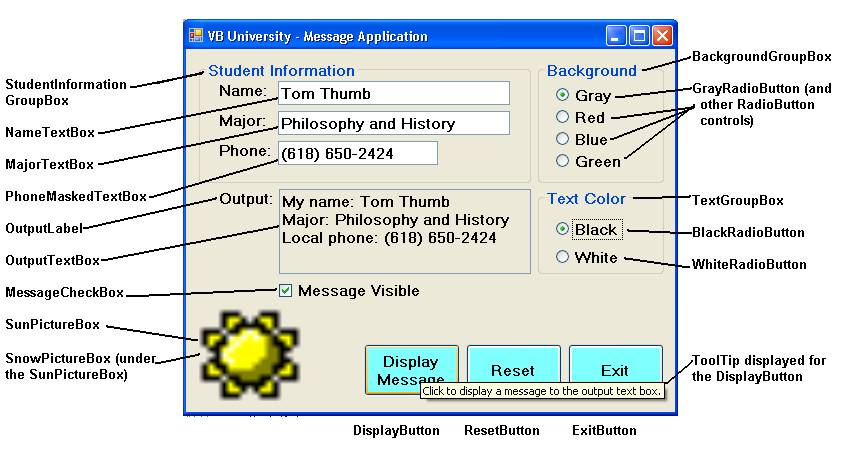 VB University - Message Application
BackgroundGroupBox
Student Information
Background
StudentInformation
GroupBox
Name:
Tom Thumb
Gray
GrayRadioButton (and
other RadioButton
controls)
NameTextBox
Major:
Philosophy and History
Red
Blue
MajorTextBox
Phone:
(618) 650-2424
Green
PhoneMaskedTextBox
Output:
My name: Tom Thumb
Major: Philosophy and History
Local phone: (618) 650-2424
Text Color
TextGroupBox
OutputLabel
Black
BlackRadioButton
OutputTextBox
White
WhiteRadioButton
MessageCheckBox
Message Visible
SunPictureBox
SnowPictureBox (under
the SunPictureBox)
Display
Message
Reset
Exit
ToolTip displayed for
the DisplayButton
Click to display a message to the output text box.
DisplayButton
ResetButton
ExitButton